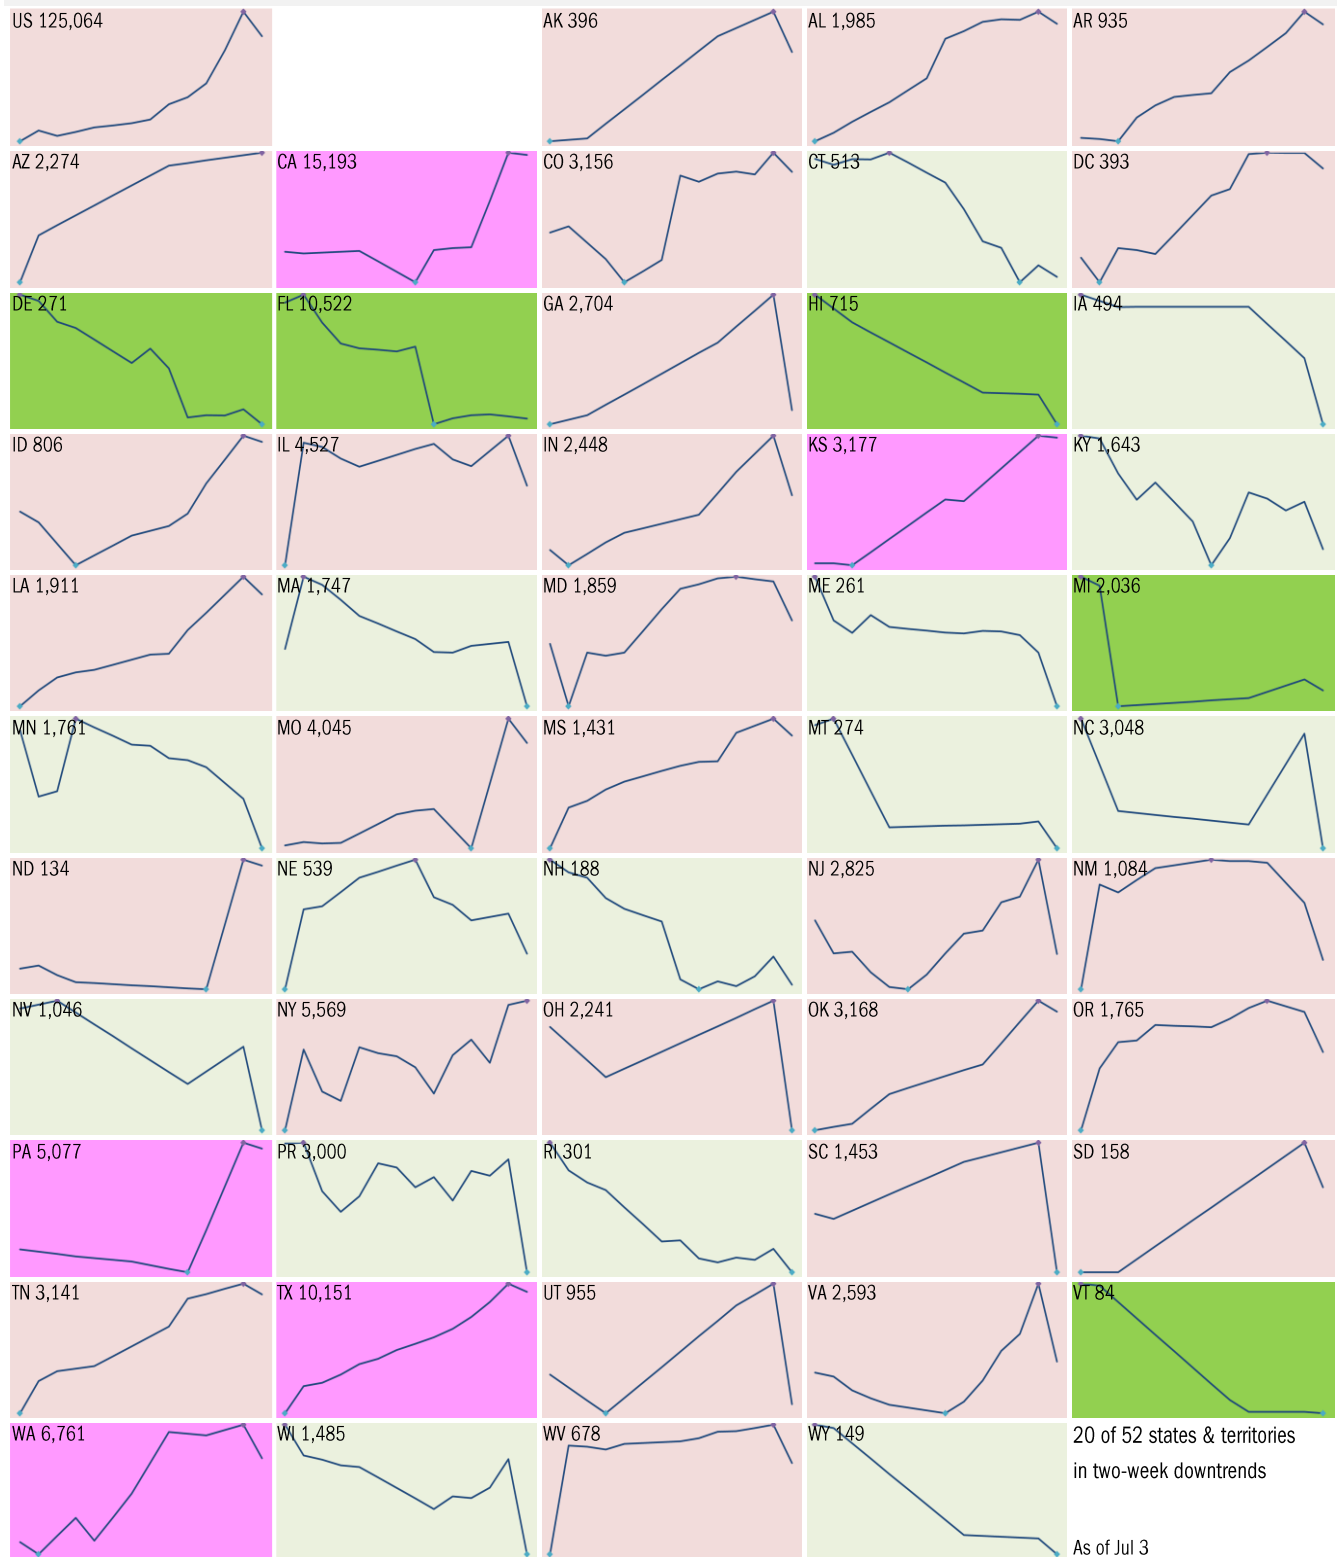 US 125,064
AK 396
AL 1,985
AR 935
AZ 2,274
CA 15,193
CO 3,156
CT 513
DC 393
DE 271
FL 10,522
GA 2,704
HI 715
IA 494
ID 806
IL 4,527
IN 2,448
KS 3,177
KY 1,643
LA 1,911
MA 1,747
MD 1,859
ME 261
MI 2,036
MN 1,761
MO 4,045
MS 1,431
MT 274
NC 3,048
ND 134
NE 539
NH 188
NJ 2,825
NM 1,084
NV 1,046
NY 5,569
OH 2,241
OK 3,168
OR 1,765
PA 5,077
PR 3,000
RI 301
SC 1,453
SD 158
TN 3,141
TX 10,151
UT 955
VA 2,593
VT 84
WA 6,761
WI 1,485
WV 678
WY 149
20 of 52 states & territories
in two-week downtrends
As of Jul 3